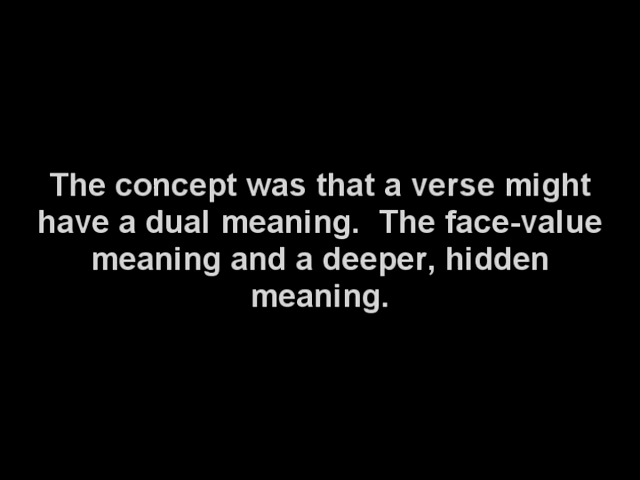 The concept was that a verse might
have a dual meaning.  The face-value
meaning and a deeper, hidden
meaning.